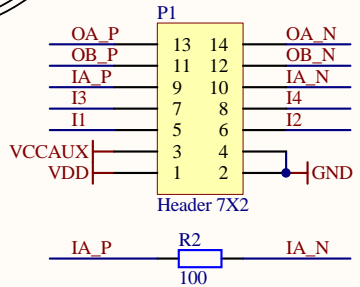 P1
OA_P 13 14 OA_N
OB_P 11 12 OB_N
IA_P 9 10 IA_N
I3 7 8 I4
I1 5 6 I2
VCCAUX 3 4
VDD 1 2 GND
Header 7X2
IA_P R2 IA_N
100